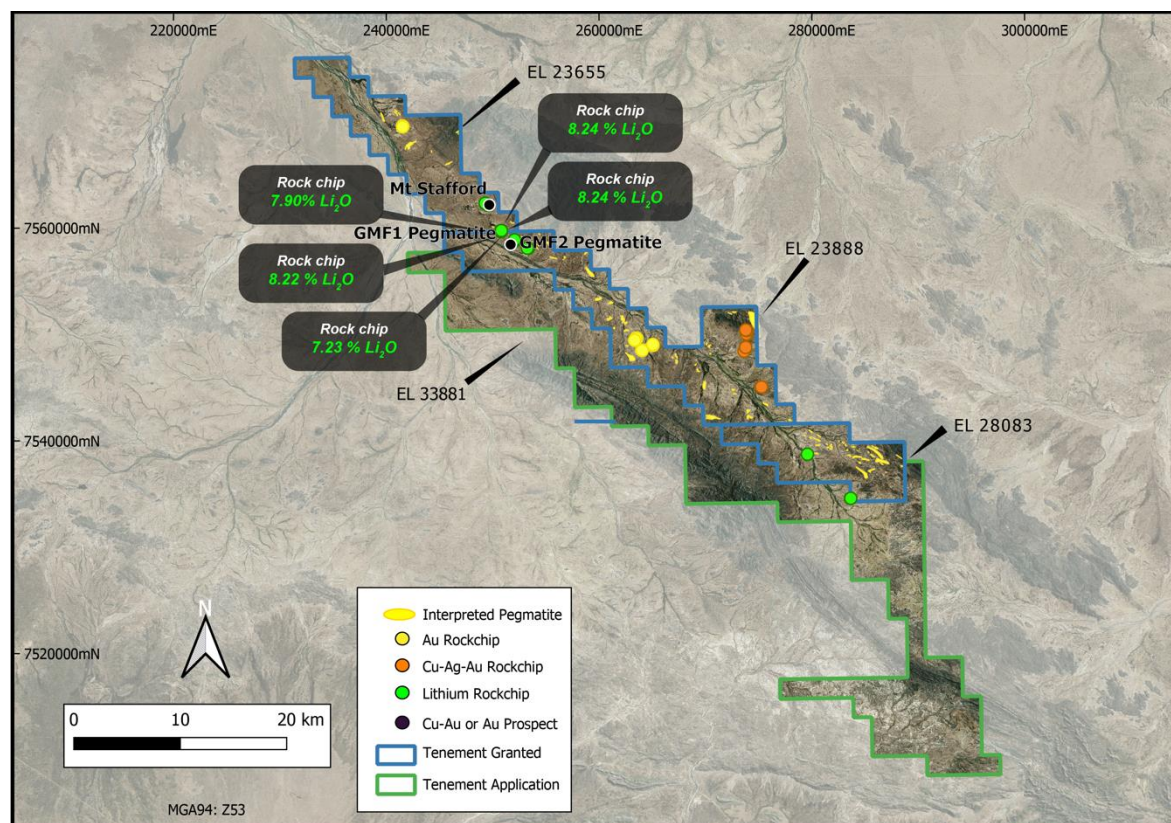 220000mE
240000mE
260000mE
280000mE
300000mE
EL 23655
Rock chip
8.24 % Li₂O
Rock chip
7.90% Li₂O
Mt Stafford
Rock chip
8.24 % Li₂O
7560000mN
GMF1 Pegmatite
GMF2 Pegmatite
Rock chip
8.22 % Li₂O
EL 23888
Rock chip
7.23 % Li₂O
EL 33881
EL 28083
7540000mN
7520000mN
N
0 10 20 km
MGA94: Z53
Interpreted Pegmatite
Au Rockchip
Cu-Ag-Au Rockchip
Lithium Rockchip
Cu-Au or Au Prospect
Tenement Granted
Tenement Application